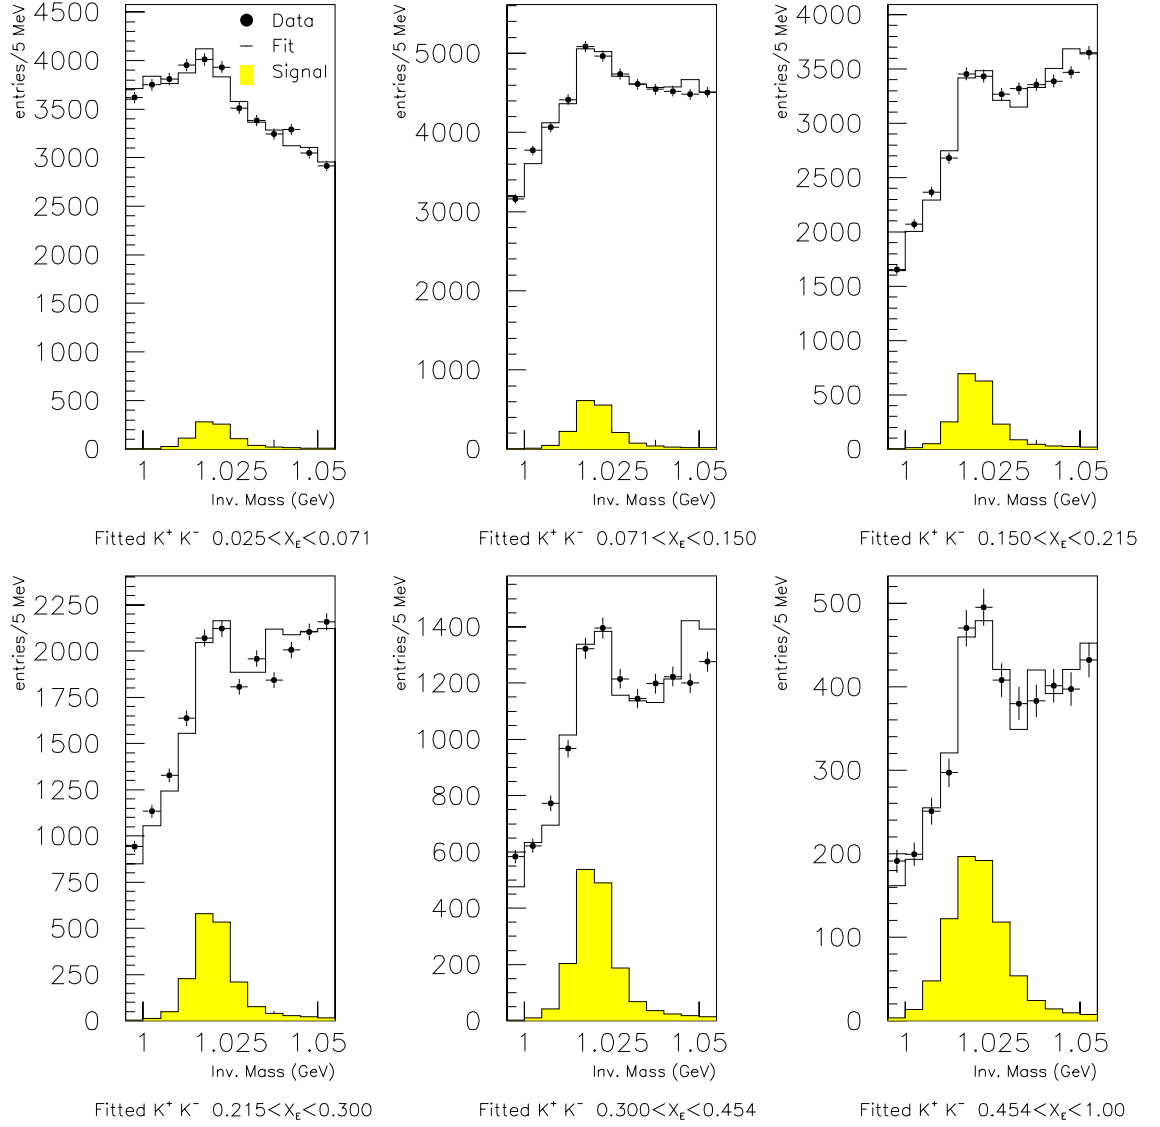 entries/5 MeV
4500
4000
3500
3000
2500
2000
1500
1000
500
0
Data
Fit
Signal
1 1.025 1.05
Inv. Mass (GeV)
Fitted K⁺ K⁻ 0.025<X_E<0.071
entries/5 MeV
5000
4000
3000
2000
1000
0
1 1.025 1.05
Inv. Mass (GeV)
Fitted K⁺ K⁻ 0.071<X_E<0.150
entries/5 MeV
4000
3500
3000
2500
2000
1500
1000
500
0
1 1.025 1.05
Inv. Mass (GeV)
Fitted K⁺ K⁻ 0.150<X_E<0.215
entries/5 MeV
2250
2000
1750
1500
1250
1000
750
500
250
0
1 1.025 1.05
Inv. Mass (GeV)
Fitted K⁺ K⁻ 0.215<X_E<0.300
entries/5 MeV
1400
1200
1000
800
600
400
200
0
1 1.025 1.05
Inv. Mass (GeV)
Fitted K⁺ K⁻ 0.300<X_E<0.454
entries/5 MeV
500
400
300
200
100
0
1 1.025 1.05
Inv. Mass (GeV)
Fitted K⁺ K⁻ 0.454<X_E<1.00